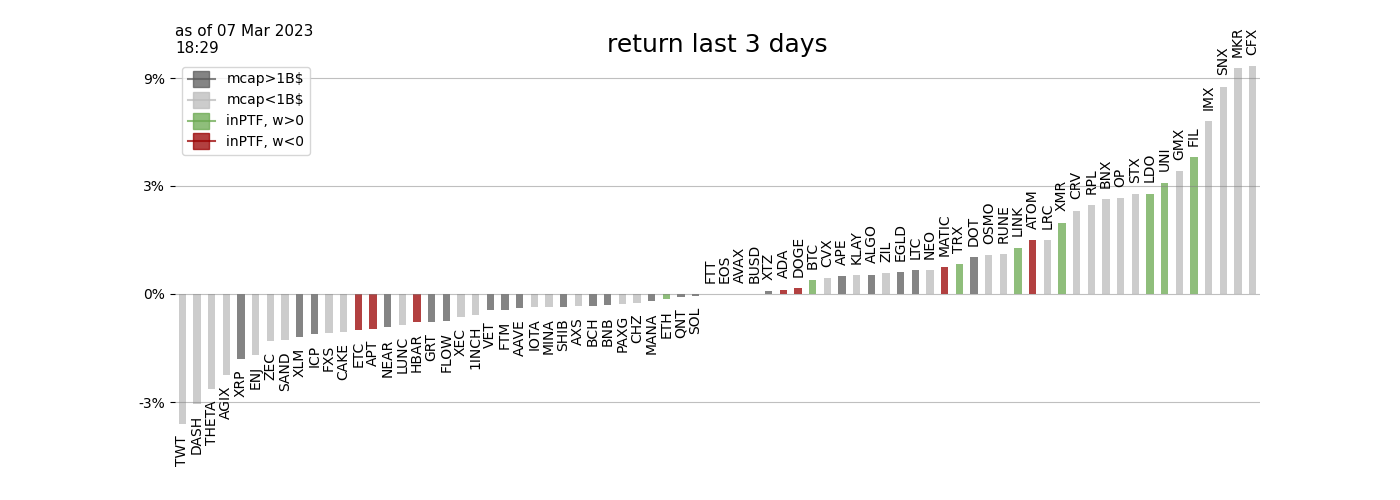 as of 07 Mar 2023
18:29
return last 3 days
mcap>1B$
mcap<1B$
inPTF, w>0
inPTF, w<0
9%
3%
0%
-3%
TWT
DASH
THETA
AGIX
XRP
ENJ
ZEC
SAND
XLM
ICP
FXS
CAKE
ETC
APT
NEAR
LUNC
HBAR
GRT
FLOW
XEC
1INCH
VET
FTM
AAVE
IOTA
MINA
SHIB
AXS
BCH
BNB
PAXG
CHZ
MANA
ETH
QNT
SOL
FTT
EOS
AVAX
BUSD
XTZ
ADA
DOGE
BTC
CVX
APE
KLAY
ALGO
ZIL
EGLD
LTC
NEO
MATIC
TRX
DOT
OSMO
RUNE
LINK
ATOM
LRC
XMR
CRV
RPL
BNX
OP
STX
LDO
UNI
GMX
FIL
IMX
SNX
MKR
CFX